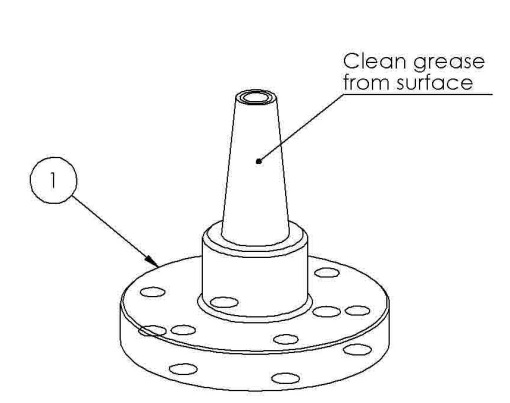 Clean grease
from surface
1